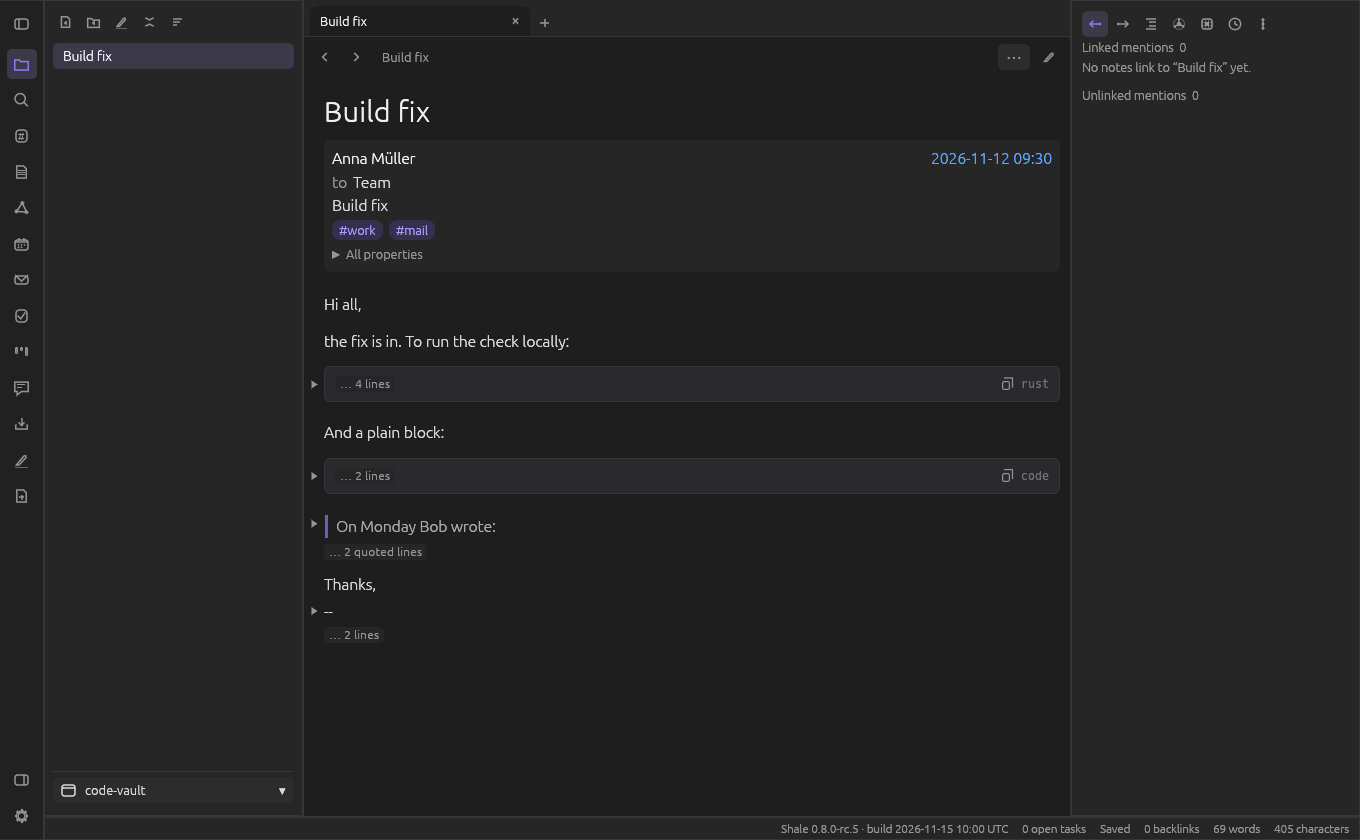 Build fix
code-vault
Build fix
Build fix
Build fix
Anna Müller
2026-11-12 09:30
to Team
Build fix
#work #mail
All properties
Hi all,
the fix is in. To run the check locally:
… 4 lines
rust
And a plain block:
… 2 lines
code
On Monday Bob wrote:
… 2 quoted lines
Thanks,
--
… 2 lines
Linked mentions 0
No notes link to “Build fix” yet.
Unlinked mentions 0
Shale 0.8.0-rc.5 · build 2026-11-15 10:00 UTC 0 open tasks Saved 0 backlinks 69 words 405 characters